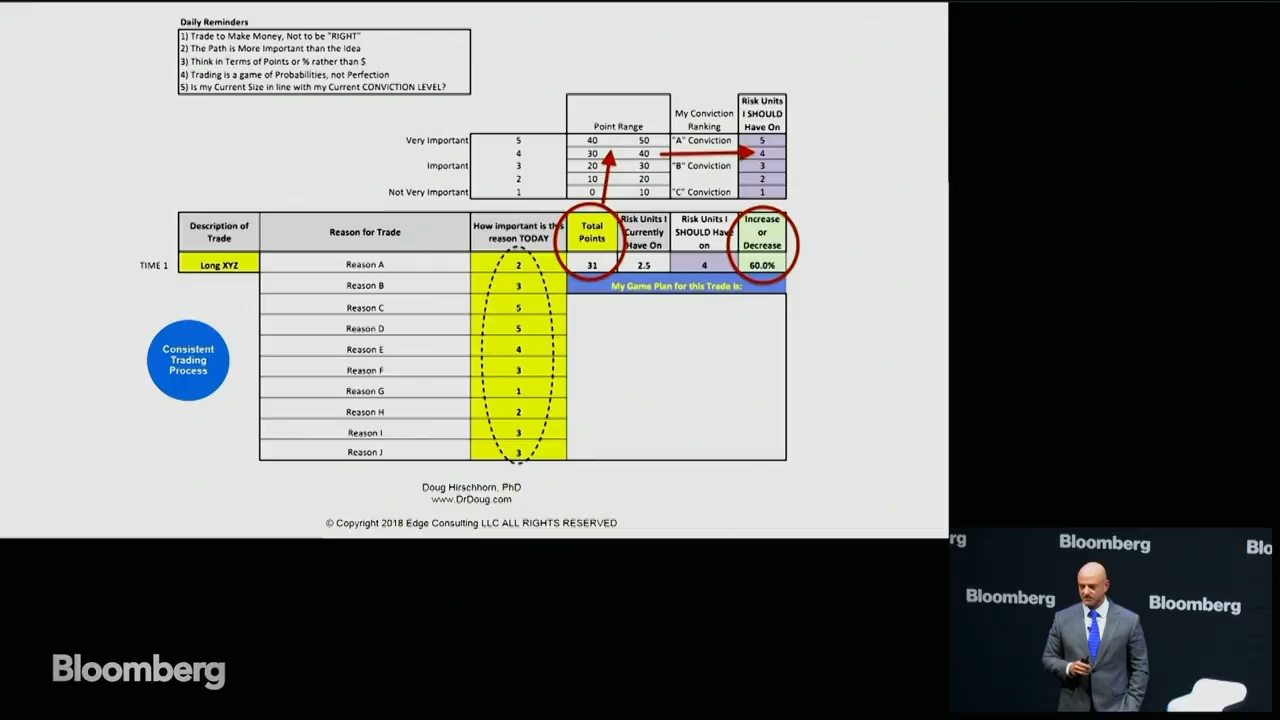 Daily Reminders
1) Trade to Make Money, Not to be "RIGHT"
2) The Path is More Important than the Idea
3) Think in Terms of Points or % rather than $
4) Trading is a game of Probabilities, not Perfection
5) Is my Current Size in line with my Current CONVICTION LEVEL?
Point Range
My Conviction
Ranking
Risk Units
I SHOULD
Have On
Very Important 5 40 50 "A" Conviction 5
4 30 40 4
Important 3 20 30 "B" Conviction 3
2 10 20 2
Not Very Important 1 0 10 "C" Conviction 1
Description of
Trade
Reason for Trade
How important is this
reason TODAY
Total
Points
Risk Units I
Currently
Have On
Risk Units I
SHOULD Have
on
Increase
or
Decrease
TIME 1 Long XYZ Reason A 2 31 2.5 4 60.0%
Reason B 3 My Game Plan for this Trade is:
Reason C 5
Reason D 5
Reason E 4
Reason F 3
Reason G 1
Reason H 2
Reason I 3
Reason J 3
Consistent
Trading
Process
Doug Hirschhorn, PhD
www.DrDoug.com
© Copyright 2018 Edge Consulting LLC ALL RIGHTS RESERVED
rg Bloomberg Blo
Bloomberg Bloomberg
Bloomberg